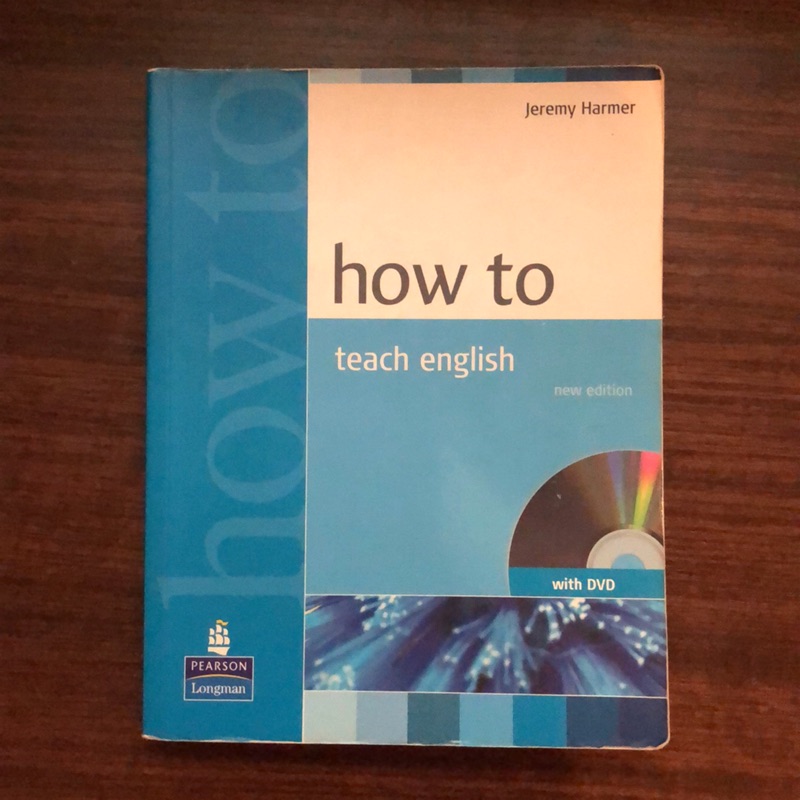 how to
Jeremy Harmer
how to
teach english
new edition
with DVD
PEARSON
Longman